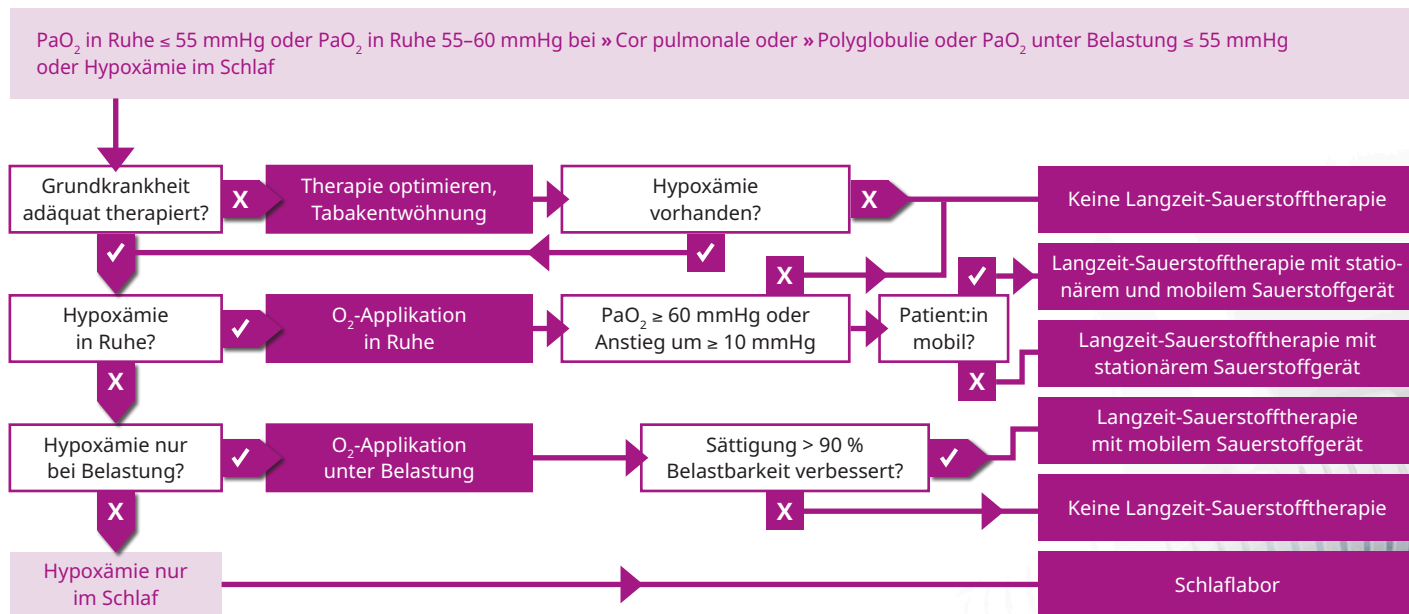 PaO₂ in Ruhe ≤ 55 mmHg oder PaO₂ in Ruhe 55–60 mmHg bei » Cor pulmonale oder » Polyglobulie oder PaO₂ unter Belastung ≤ 55 mmHg
oder Hypoxämie im Schlaf
Grundkrankheit
adäquat therapiert?
X
Therapie optimieren,
Tabakentwöhnung
Hypoxämie
vorhanden?
X
Keine Langzeit-Sauerstofftherapie
✓
✓
X
✓
Langzeit-Sauerstofftherapie mit statio-
närem und mobilem Sauerstoffgerät
Hypoxämie
in Ruhe?
✓
O₂-Applikation
in Ruhe
PaO₂ ≥ 60 mmHg oder
Anstieg um ≥ 10 mmHg
Patient:in
mobil?
Langzeit-Sauerstofftherapie mit
stationärem Sauerstoffgerät
X
X
Hypoxämie nur
bei Belastung?
✓
O₂-Applikation
unter Belastung
Sättigung > 90 %
Belastbarkeit verbessert?
✓
Langzeit-Sauerstofftherapie
mit mobilem Sauerstoffgerät
X
X
Keine Langzeit-Sauerstofftherapie
Hypoxämie nur
im Schlaf
Schlaflabor